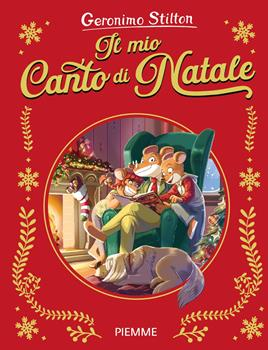 Geronimo Stilton
Il mio
Canto di Natale
PIEMME